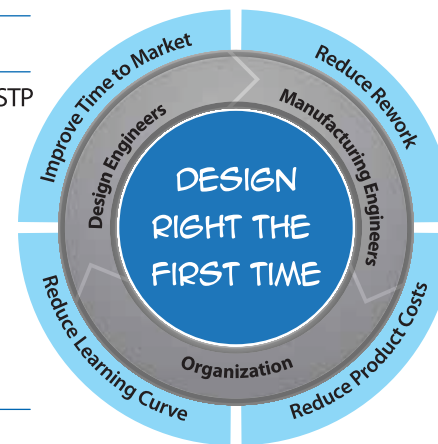 STP
Improve Time to Market
Reduce Rework
Design Engineers
Manufacturing Engineers
DESIGN
RIGHT THE
FIRST TIME
Organization
Reduce Learning Curve
Reduce Product Costs